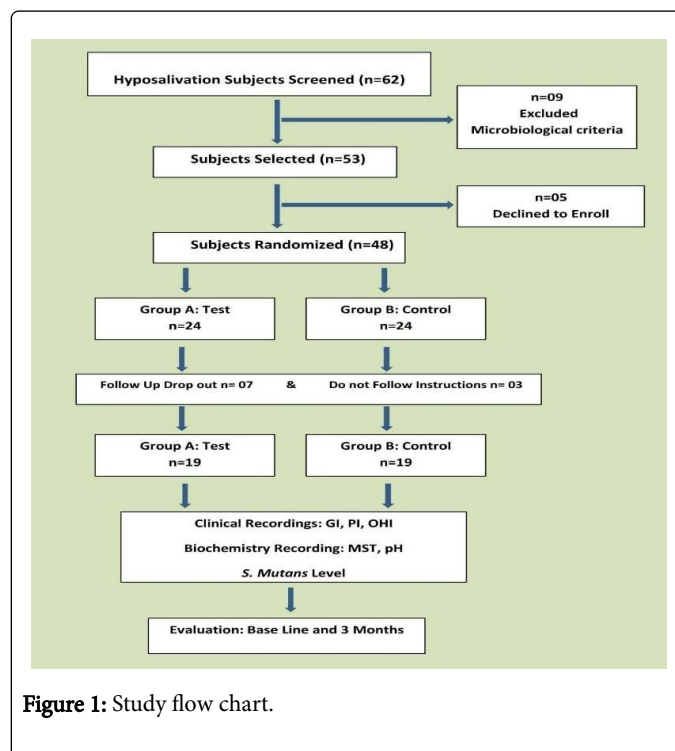 Hyposalivation Subjects Screened (n=62)
n=09
Excluded
Microbiological criteria
Subjects Selected (n=53)
n=05
Declined to Enroll
Subjects Randomized (n=48)
Group A: Test
n=24
Group B: Control
n=24
Follow Up Drop out n= 07 & Do not Follow Instructions n= 03
Group A: Test
n=19
Group B: Control
n=19
Clinical Recordings: GI, PI, OHI
Biochemistry Recording: MST, pH
S. Mutans Level
Evaluation: Base Line and 3 Months
Figure 1: Study flow chart.